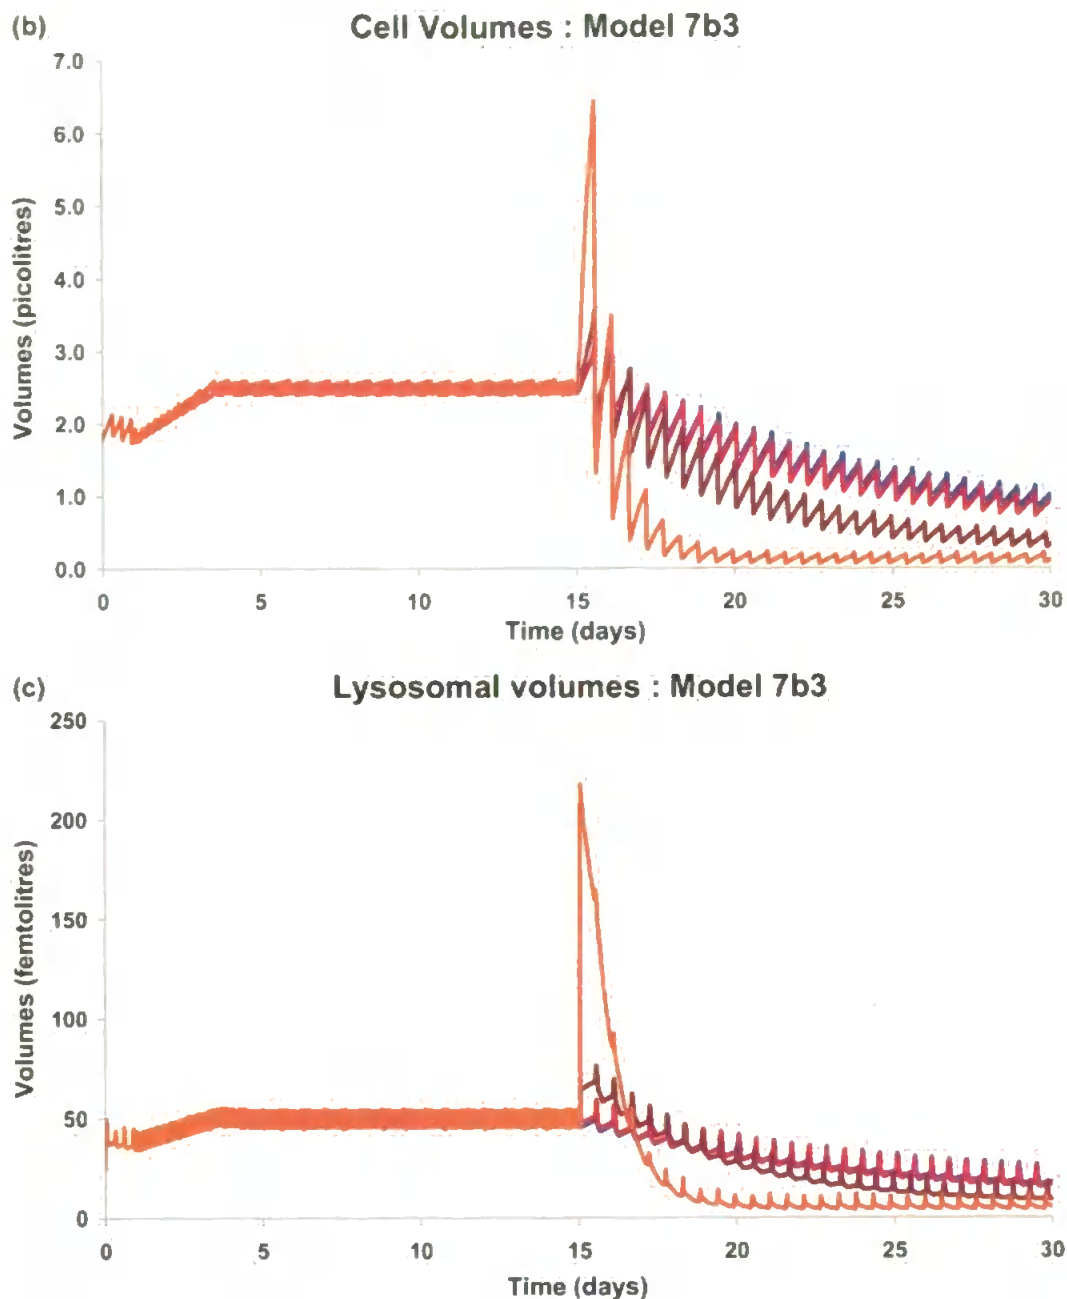 (b) Cell Volumes : Model 7b3
7.0
6.0
5.0
4.0
3.0
2.0
1.0
0.0
Volumes (picolitres)
0 5 10 15 20 25 30
Time (days)
(c) Lysosomal volumes : Model 7b3
250
200
150
100
50
0
Volumes (femtolitres)
0 5 10 15 20 25 30
Time (days)